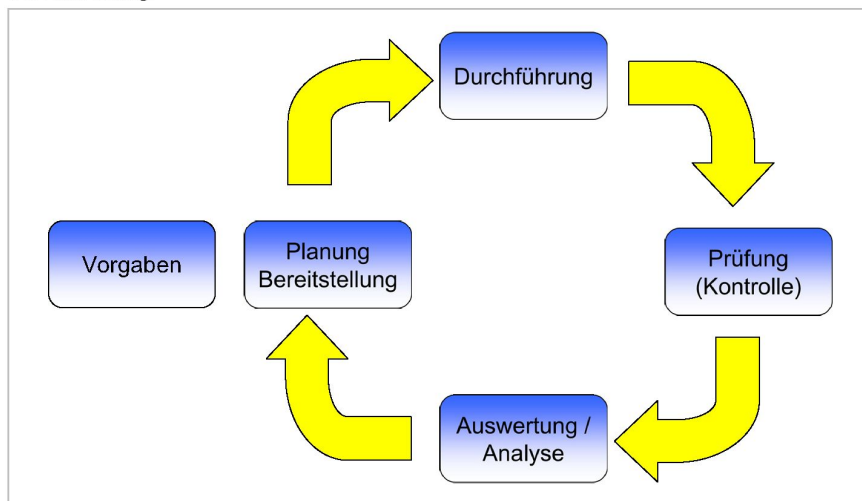 Durchführung
Vorgaben
Planung
Bereitstellung
Prüfung
(Kontrolle)
Auswertung /
Analyse